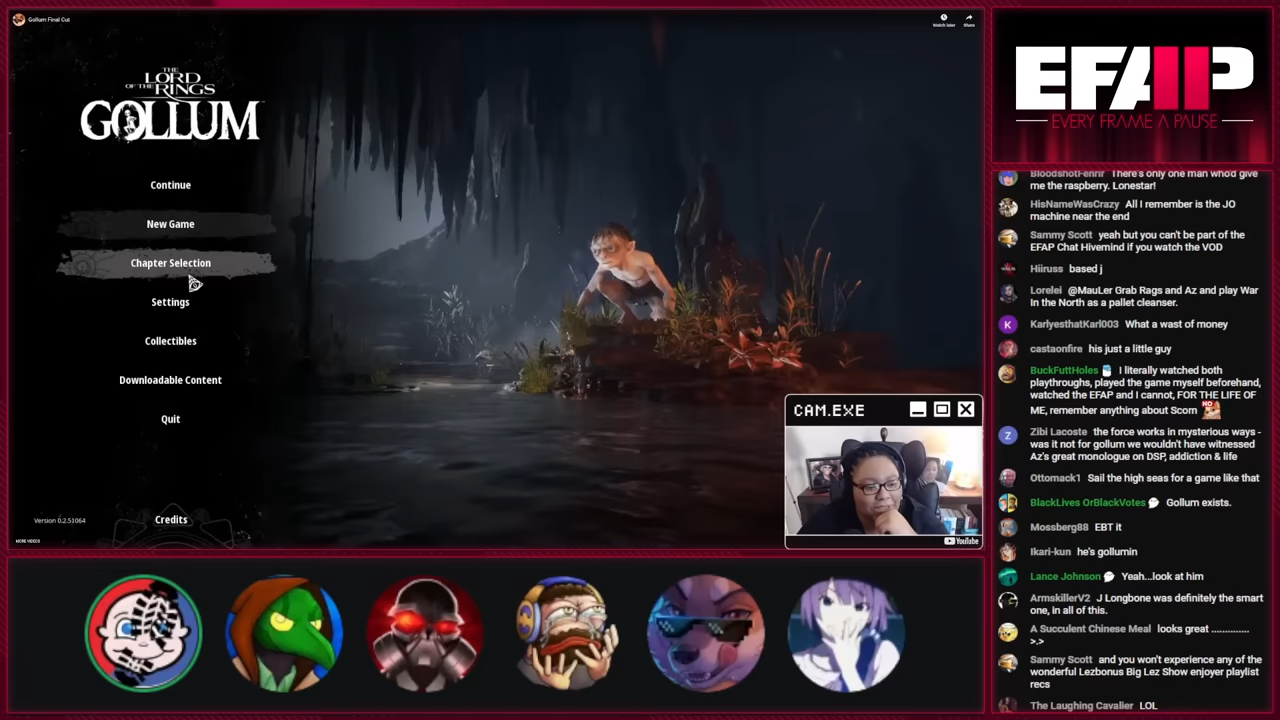 Gollum Final Cut
Watch later
Share
THE
LORD
OF THE RINGS
GOLLUM
Continue
New Game
Chapter Selection
Settings
Collectibles
Downloadable Content
Quit
Credits
Version 0.2.51064
MORE VIDEOS
CAM.EXE
YouTube
EFAP
EVERY FRAME A PAUSE
BloodshotFenrir There's only one man who'd give
me the raspberry. Lonestar!
HisNameWasCrazy All I remember is the JO
machine near the end
Sammy Scott yeah but you can't be part of the
EFAP Chat Hivemind if you watch the VOD
Hiiruss based j
Lorelei @MauLer Grab Rags and Az and play War
In the North as a pallet cleanser.
K
KarlyesthatKarl003 What a wast of money
castaonfire his just a little guy
BuckFuttHoles I literally watched both
playthroughs, played the game myself beforehand,
watched the EFAP and I cannot, FOR THE LIFE OF
ME, remember anything about Scorn NO
Z
Zibi Lacoste the force works in mysterious ways -
was it not for gollum we wouldn't have witnessed
Az's great monologue on DSP, addiction & life
Ottomack1 Sail the high seas for a game like that
BlackLives OrBlackVotes Gollum exists.
Mossberg88 EBT it
Ikari-kun he's gollumin
Lance Johnson Yeah...look at him
ArmskillerV2 J Longbone was definitely the smart
one, in all of this.
A Succulent Chinese Meal looks great ..............
>.>
Sammy Scott and you won't experience any of the
wonderful Lezbonus Big Lez Show enjoyer playlist
recs
The Laughing Cavalier LOL